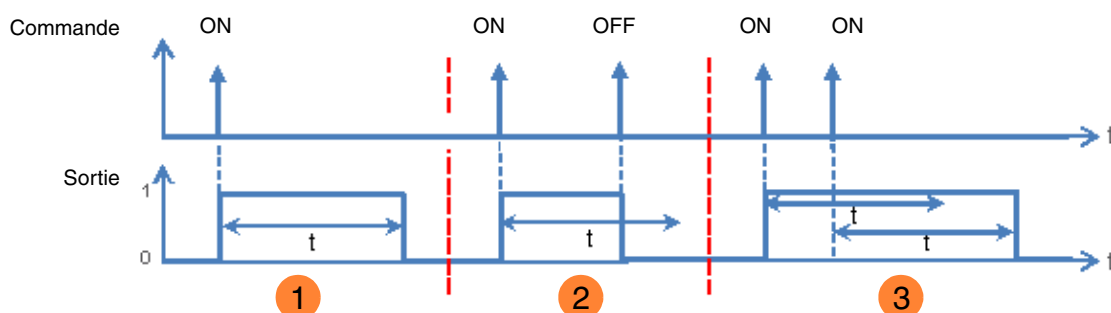 Commande ON ON OFF ON ON
t
Sortie 1
t t t t
0 t
1 2 3